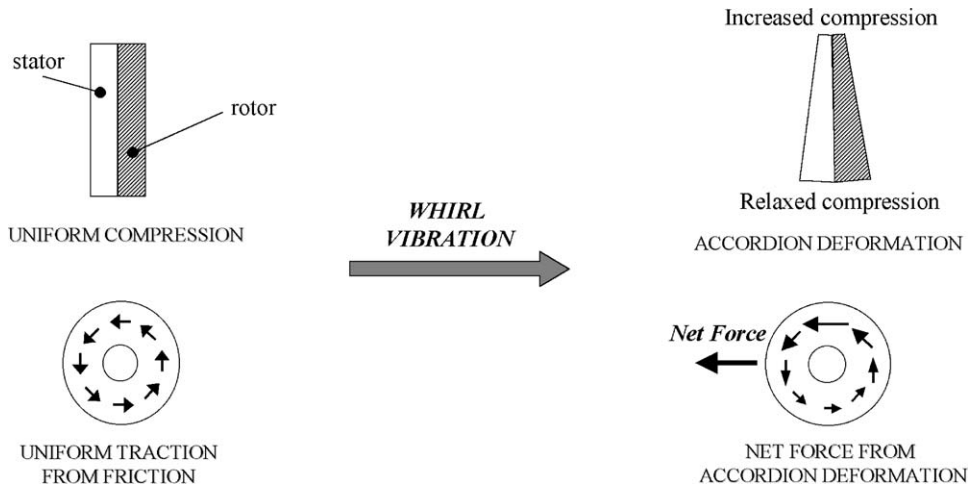 stator
rotor
UNIFORM COMPRESSION
WHIRL
VIBRATION
Increased compression
Relaxed compression
ACCORDION DEFORMATION
UNIFORM TRACTION
FROM FRICTION
Net Force
NET FORCE FROM
ACCORDION DEFORMATION